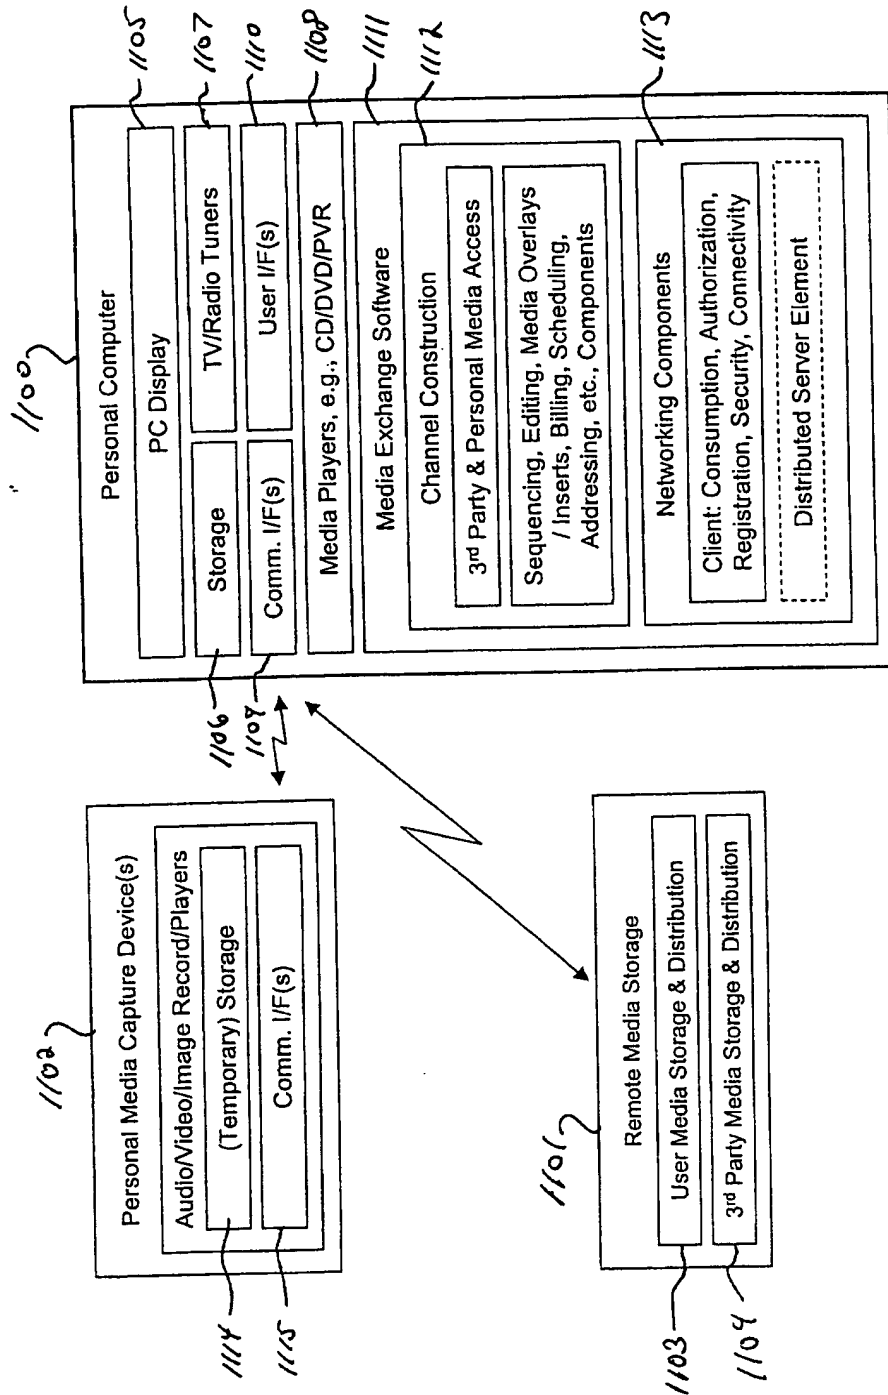 1100
Personal Computer
PC Display
1105
Storage
1106
TV/Radio Tuners
1107
Comm. I/F(s)
1109
User I/F(s)
1110
Media Players, e.g., CD/DVD/PVR
1108
Media Exchange Software
1111
Channel Construction
1112
3rd Party & Personal Media Access
Sequencing, Editing, Media Overlays
/ Inserts, Billing, Scheduling,
Addressing, etc., Components
Networking Components
1113
Client: Consumption, Authorization,
Registration, Security, Connectivity
Distributed Server Element
1102
Personal Media Capture Device(s)
Audio/Video/Image Record/Players
(Temporary) Storage
1114
Comm. I/F(s)
1115
1101
Remote Media Storage
User Media Storage & Distribution
1103
3rd Party Media Storage & Distribution
1104